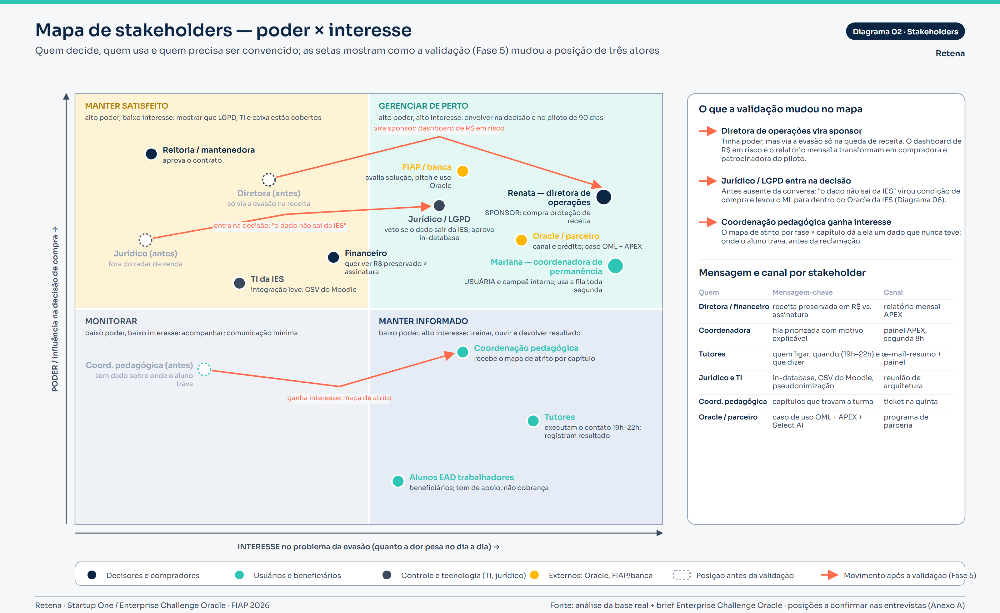 Mapa de stakeholders — poder × interesse
Diagrama 02 · Stakeholders
Quem decide, quem usa e quem precisa ser convencido; as setas mostram como a validação (Fase 5) mudou a posição de três atores
Retena
PODER / influência na decisão de compra →
MANTER SATISFEITO
alto poder, baixo interesse: mostrar que LGPD, TI e caixa estão cobertos
Reitoria / mantenedora
aprova o contrato
Diretora (antes)
só via a evasão na receita
entra na decisão: "o dado não sai da IES"
Jurídico (antes)
fora do radar da venda
Financeiro
quer ver R$ preservado ×
assinatura
TI da IES
integração leve: CSV do Moodle
GERENCIAR DE PERTO
alto poder, alto interesse: envolver na decisão e no piloto de 90 dias
vira sponsor: dashboard de R$ em risco
FIAP / banca
avalia solução, pitch e uso
Oracle
Renata — diretora de
operações
SPONSOR: compra proteção de
receita
Jurídico / LGPD
veto se o dado sair da IES; aprova
in-database
Oracle / parceiro
canal e crédito; caso OML + APEX
Mariana — coordenadora de
permanência
USUÁRIA e campeã interna; usa a fila toda
segunda
MONITORAR
baixo poder, baixo interesse: acompanhar; comunicação mínima
Coord. pedagógica (antes)
sem dado sobre onde o aluno
trava
ganha interesse: mapa de atrito
MANTER INFORMADO
baixo poder, alto interesse: treinar, ouvir e devolver resultado
Coordenação pedagógica
recebe o mapa de atrito por capítulo
Tutores
executam o contato 19h–22h;
registram resultado
Alunos EAD trabalhadores
beneficiários; tom de apoio, não cobrança
INTERESSE no problema da evasão (quanto a dor pesa no dia a dia) →
O que a validação mudou no mapa
Diretora de operações vira sponsor
Tinha poder, mas via a evasão só na queda de receita. O dashboard de
R$ em risco e o relatório mensal a transformam em compradora e
patrocinadora do piloto.
Jurídico / LGPD entra na decisão
Antes ausente da conversa; "o dado não sai da IES" virou condição de
compra e levou o ML para dentro do Oracle da IES (Diagrama 06).
Coordenação pedagógica ganha interesse
O mapa de atrito por fase × capítulo dá a ela um dado que nunca teve:
onde o aluno trava, antes da reclamação.
Mensagem e canal por stakeholder
Quem Mensagem-chave Canal
Diretora / financeiro receita preservada em R$ vs. relatório mensal
assinatura APEX
Coordenadora fila priorizada com motivo painel APEX,
explicável segunda 8h
Tutores quem ligar, quando (19h–22h) e o e-mail-resumo +
que dizer painel
Jurídico e TI in-database, CSV do Moodle, reunião de
pseudonimização arquitetura
Coord. pedagógica capítulos que travam a turma ticket na quinta
Oracle / parceiro caso de uso OML + APEX + programa de
Select AI parceria
Decisores e compradores Usuários e beneficiários Controle e tecnologia (TI, jurídico) Externos: Oracle, FIAP/banca Posição antes da validação Movimento após a validação (Fase 5)
Retena · Startup One / Enterprise Challenge Oracle · FIAP 2026
Fonte: análise da base real + brief Enterprise Challenge Oracle · posições a confirmar nas entrevistas (Anexo A)